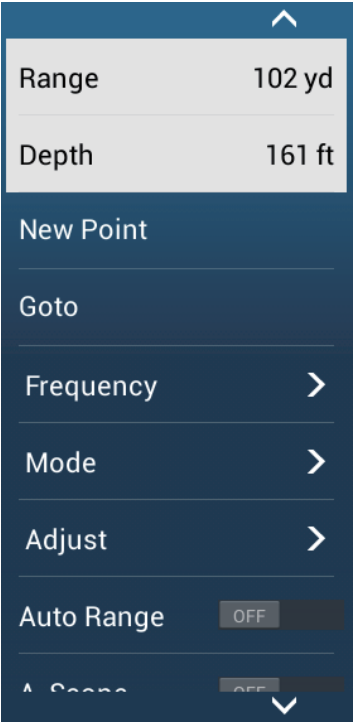 Range 102 yd
Depth 161 ft
New Point
Goto
Frequency
Mode
Adjust
Auto Range OFF